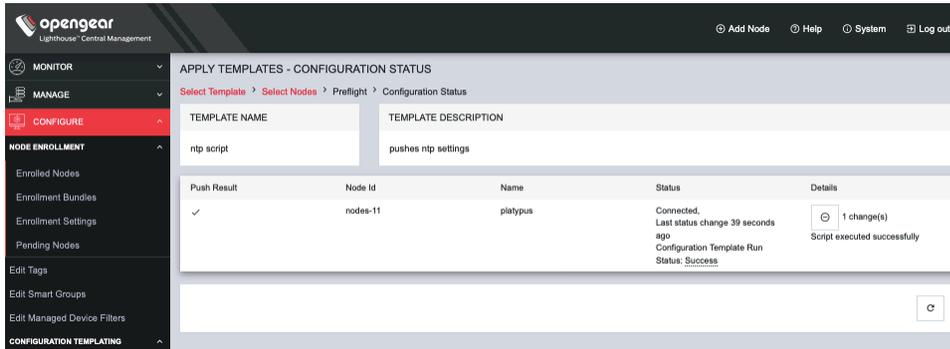 opengear
Lighthouse™ Central Management
Add Node Help System Log out
MONITOR
MANAGE
CONFIGURE
NODE ENROLLMENT
Enrolled Nodes
Enrollment Bundles
Enrollment Settings
Pending Nodes
Edit Tags
Edit Smart Groups
Edit Managed Device Filters
CONFIGURATION TEMPLATING
APPLY TEMPLATES - CONFIGURATION STATUS
Select Template > Select Nodes > Preflight > Configuration Status
TEMPLATE NAME TEMPLATE DESCRIPTION
ntp script pushes ntp settings
Push Result Node Id Name Status Details
nodes-11 platypus Connected, 1 change(s)
Last status change 39 seconds
ago Script executed successfully
Configuration Template Run
Status: Success